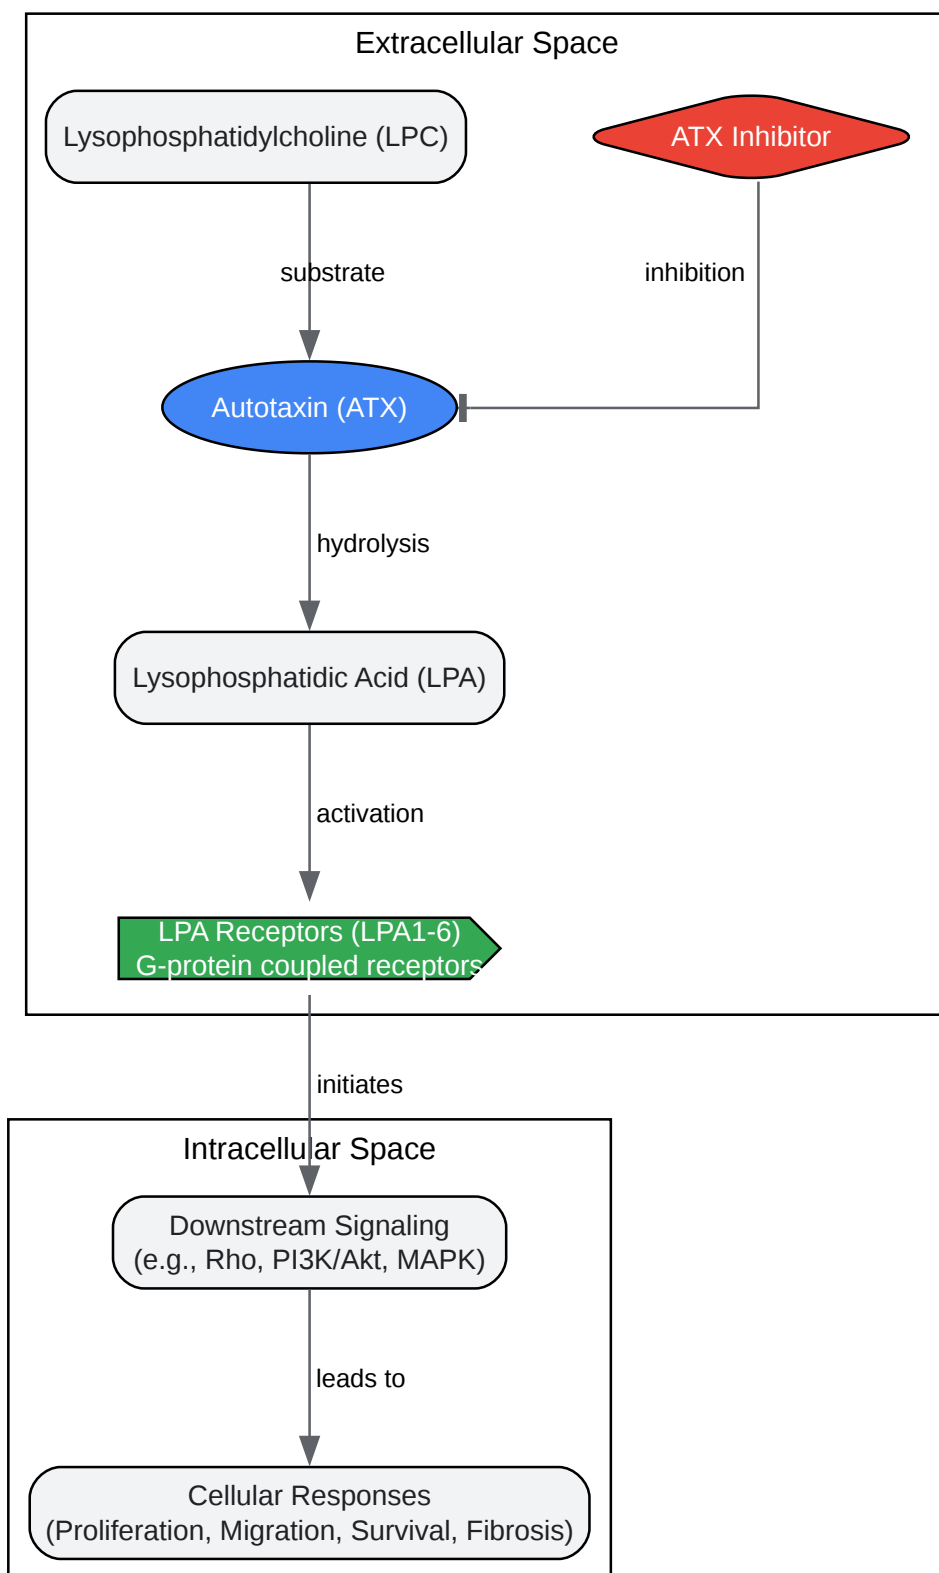 Extracellular Space
Lysophosphatidylcholine (LPC)
ATX Inhibitor
substrate
inhibition
Autotaxin (ATX)
hydrolysis
Lysophosphatidic Acid (LPA)
activation
LPA Receptors (LPA1-6)
G-protein coupled receptors
initiates
Intracellular Space
Downstream Signaling
(e.g., Rho, PI3K/Akt, MAPK)
leads to
Cellular Responses
(Proliferation, Migration, Survival, Fibrosis)